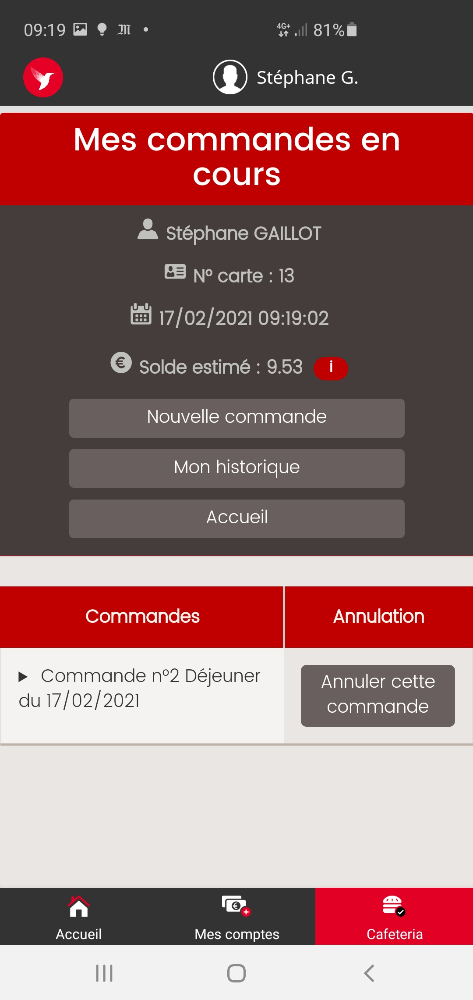 09:19 𝔐 • 4G+ 81%
Stéphane G.
Mes commandes en
cours
Stéphane GAILLOT
N° carte : 13
17/02/2021 09:19:02
€ Solde estimé : 9.53 i
Nouvelle commande
Mon historique
Accueil
Commandes Annulation
Commande n°2 Déjeuner
du 17/02/2021
Annuler cette
commande
Accueil Mes comptes Cafeteria